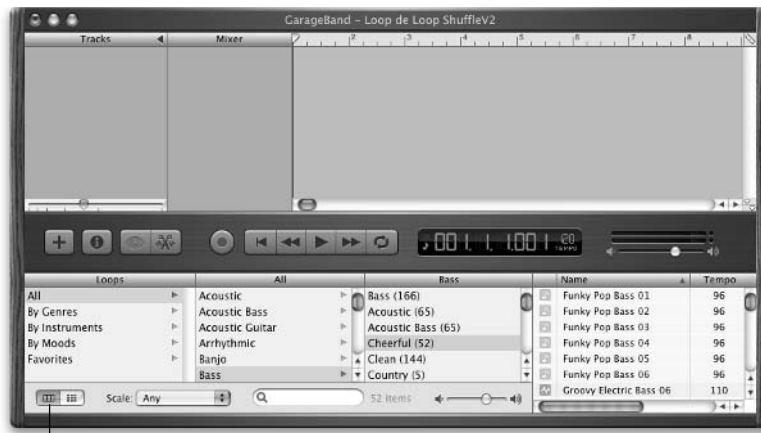 GarageBand – Loop de Loop ShuffleV2
Tracks Mixer 2 3 4 5 6 7 8
001. 1. 1.001 TEMPO
Loops All Bass Name Tempo
All Acoustic Bass (166) Funky Pop Bass 01 96
By Genres Acoustic Bass Acoustic (65) Funky Pop Bass 02 96
By Instruments Acoustic Guitar Acoustic Bass (65) Funky Pop Bass 03 96
By Moods Arrhythmic Cheerful (52) Funky Pop Bass 04 96
Favorites Banjo Clean (144) Funky Pop Bass 05 96
Bass Country (5) Funky Pop Bass 06 96
Groovy Electric Bass 06 110
Scale: Any 52 items